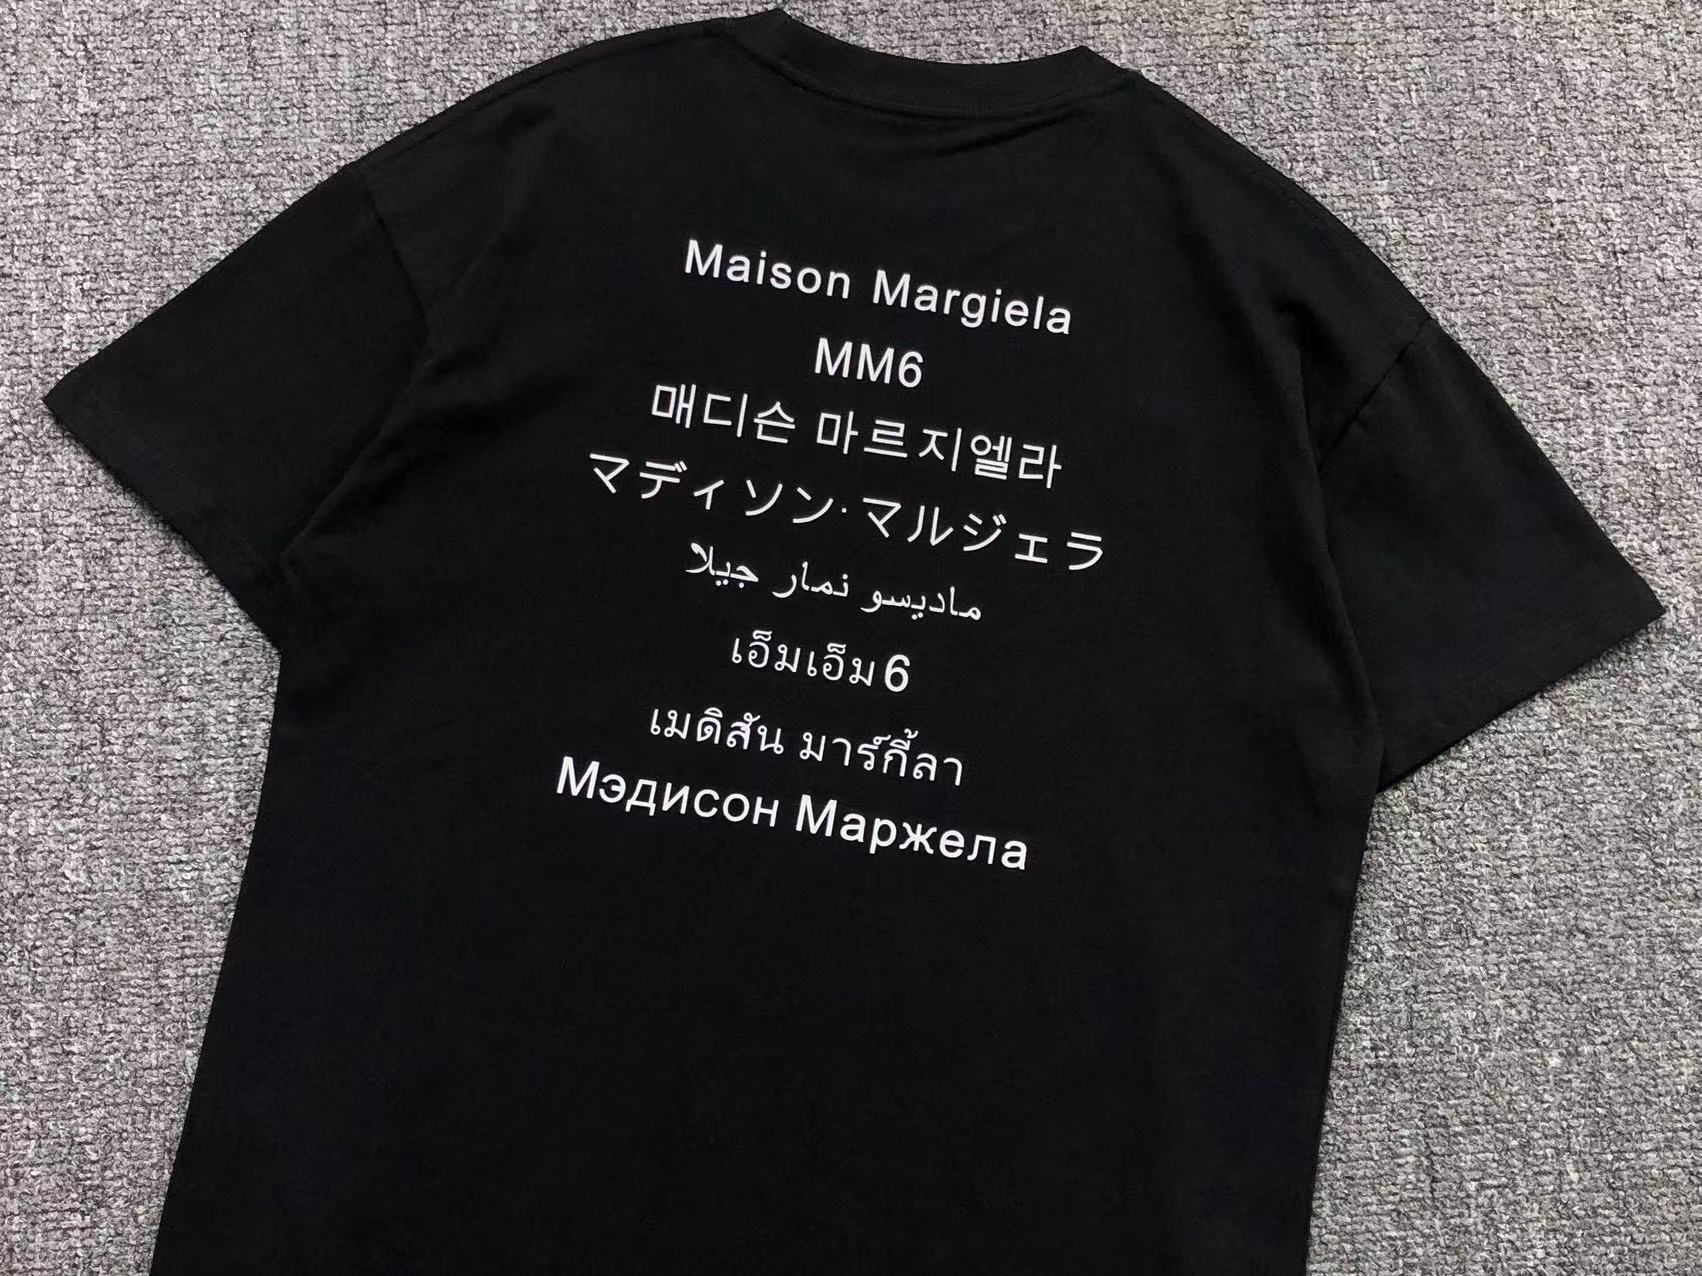 Maison Margiela
MM6
매디슨 마르지엘라
マディソン·マルジェラ
ماديسو نمار جيلا
เอ็มเอ็ม6
เมดิสัน มาร์กี้ลา
Мэдисон Маржела